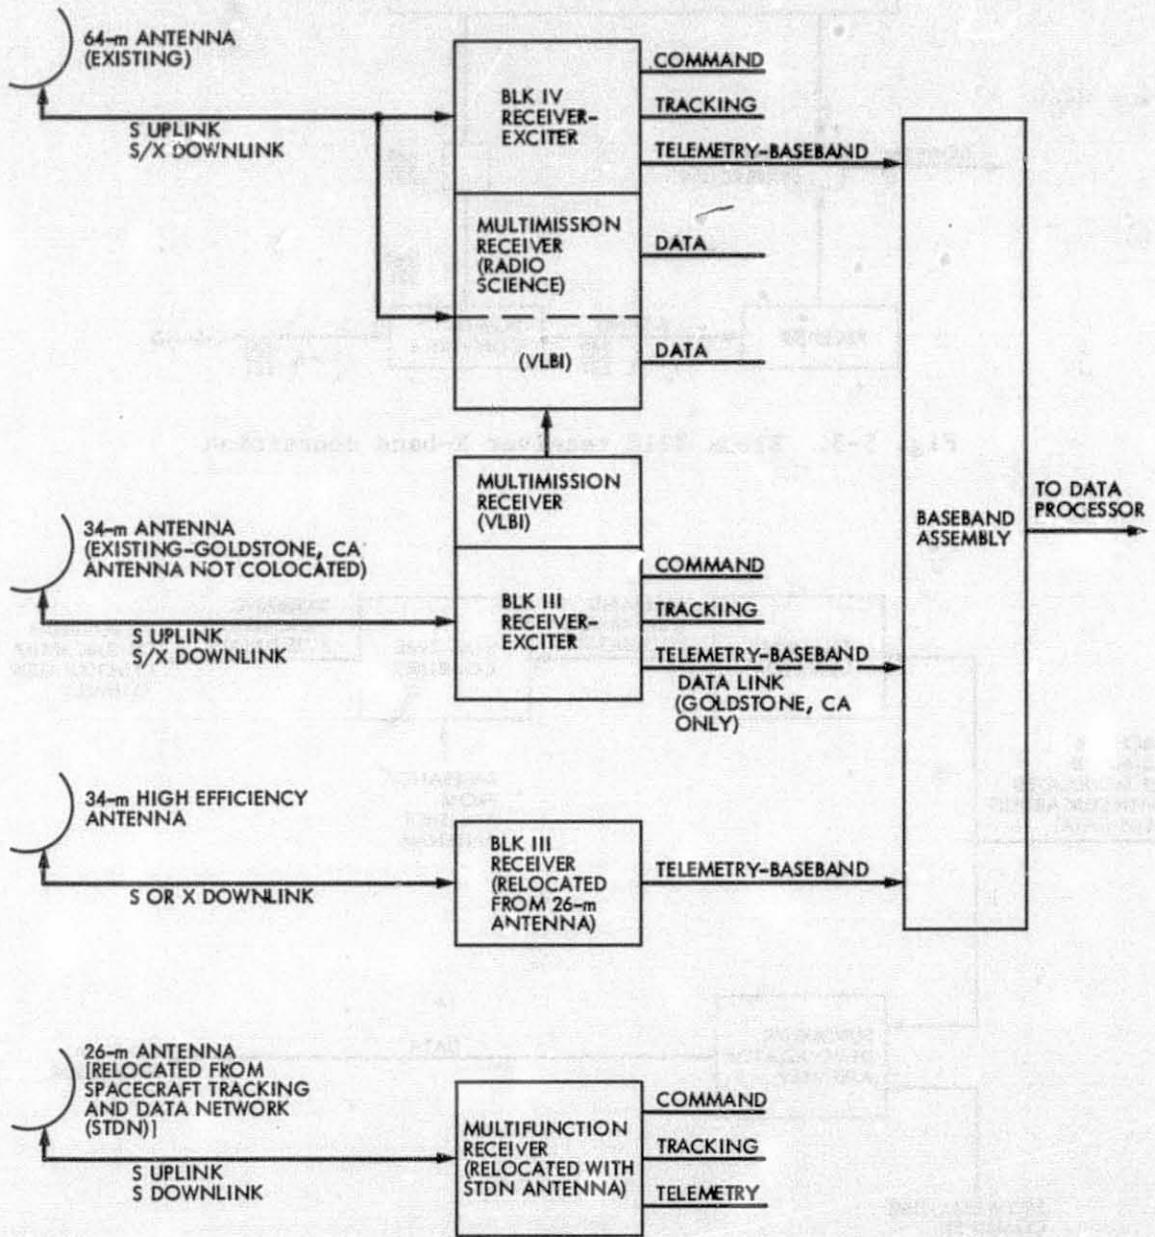 64-m ANTENNA
(EXISTING)
S UPLINK
S/X DOWNLINK
BLK IV
RECEIVER-
EXCITER
COMMAND
TRACKING
TELEMETRY-BASEBAND
MULTIMISSION
RECEIVER
(RADIO
SCIENCE)
DATA
(VLBI)
DATA
MULTIMISSION
RECEIVER
(VLBI)
34-m ANTENNA
(EXISTING-GOLDSTONE, CA
ANTENNA NOT COLOCATED)
S UPLINK
S/X DOWNLINK
BLK III
RECEIVER-
EXCITER
COMMAND
TRACKING
TELEMETRY-BASEBAND
DATA LINK
(GOLDSTONE, CA
ONLY)
BASEBAND
ASSEMBLY
TO DATA
PROCESSOR
34-m HIGH EFFICIENCY
ANTENNA
S OR X DOWNLINK
BLK III
RECEIVER
(RELOCATED
FROM 26-m
ANTENNA)
TELEMETRY-BASEBAND
26-m ANTENNA
[RELOCATED FROM
SPACECRAFT TRACKING
AND DATA NETWORK
(STDN)]
S UPLINK
S DOWNLINK
MULTIFUNCTION
RECEIVER
(RELOCATED WITH
STDN ANTENNA)
COMMAND
TRACKING
TELEMETRY